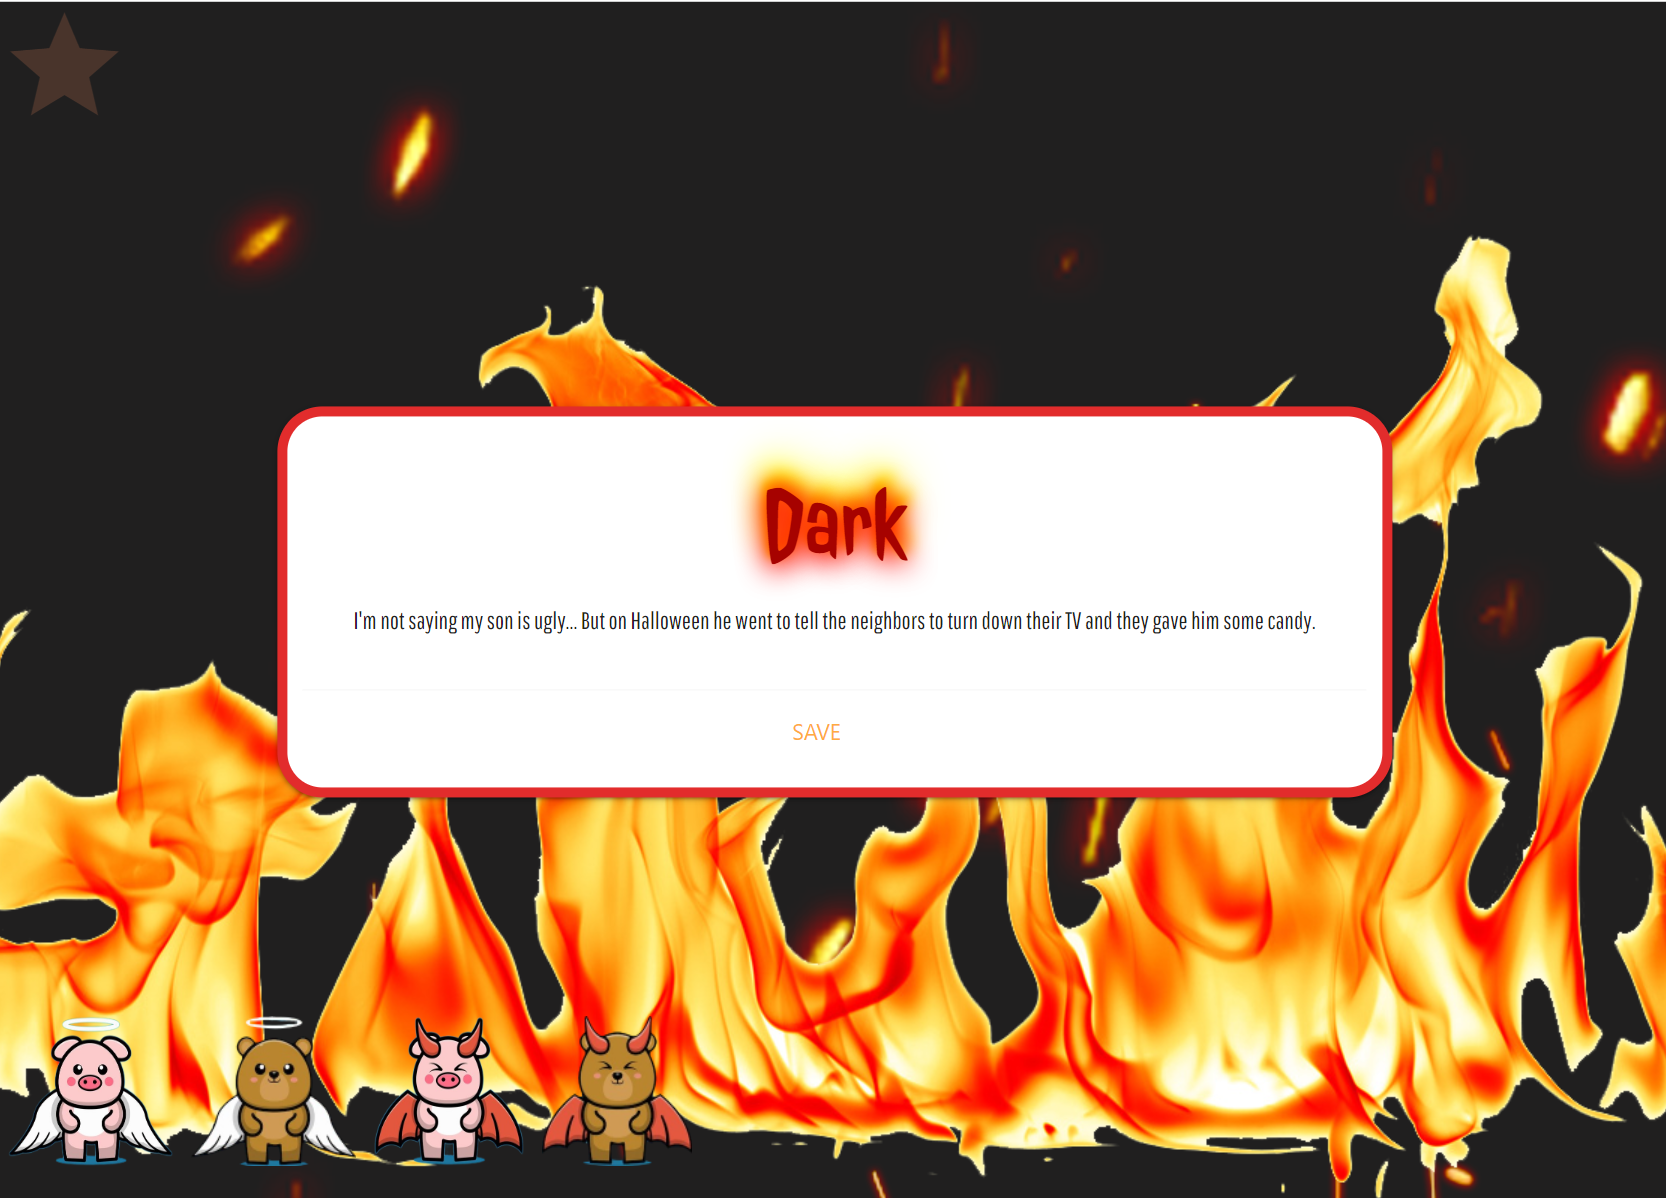 Dark
I'm not saying my son is ugly... But on Halloween he went to tell the neighbors to turn down their TV and they gave him some candy.
SAVE